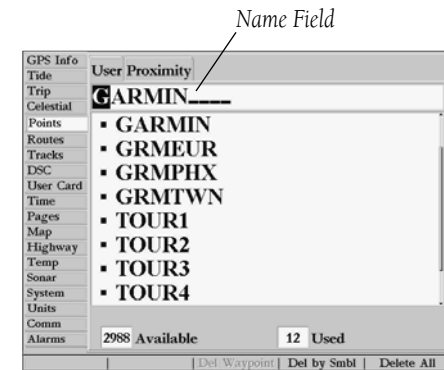 Name Field
GPS Info
Tide
Trip
Celestial
Points
Routes
Tracks
DSC
User Card
Time
Pages
Map
Highway
Temp
Sonar
System
Units
Comm
Alarms
User Proximity
GARMIN____
▪ GARMIN
▪ GRMEUR
▪ GRMPHX
▪ GRMTWN
▪ TOUR1
▪ TOUR2
▪ TOUR3
▪ TOUR4
2988 Available 12 Used
Del Waypoint | Del by Smbl | Delete All